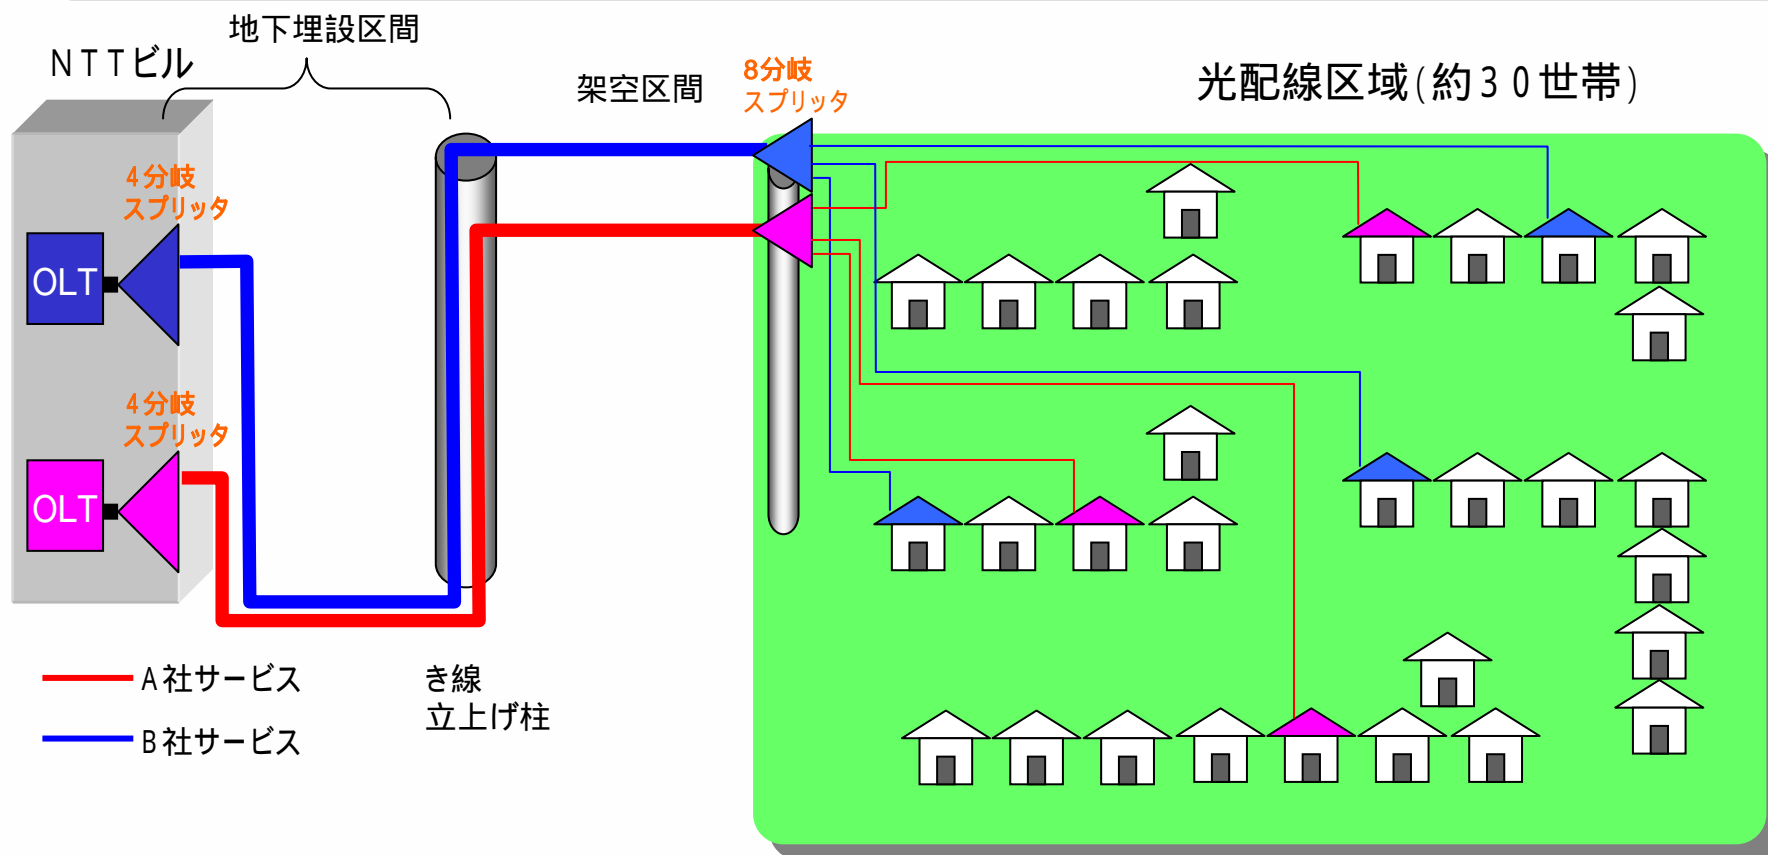 地下埋設区間
NTTビル
架空区間
8分岐
スプリッタ
光配線区域(約30世帯)
4分岐
スプリッタ
OLT
4分岐
スプリッタ
OLT
A社サービス
B社サービス
き線
立上げ柱